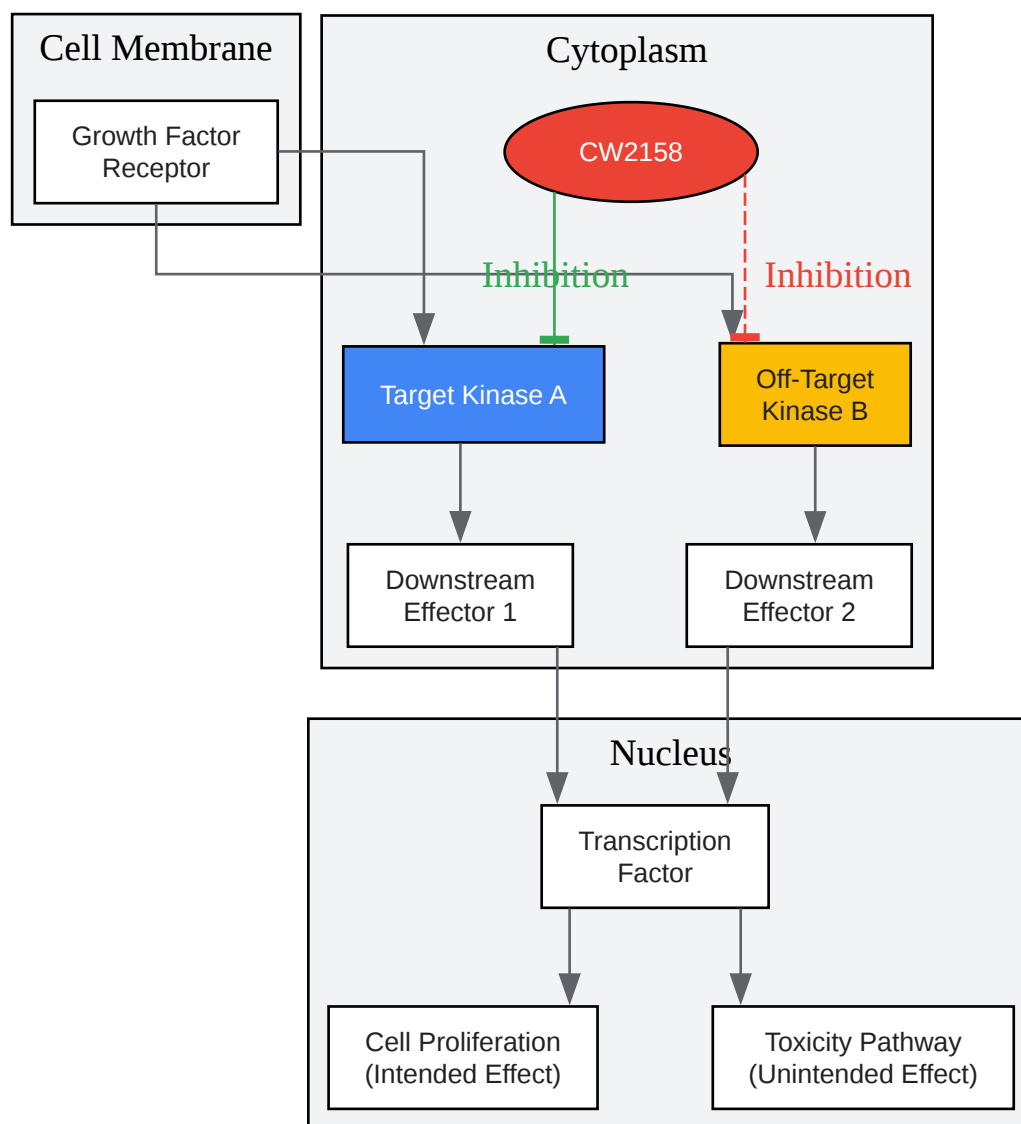 Cell Membrane
Growth Factor
Receptor
Cytoplasm
CW2158
Inhibition
Inhibition
Target Kinase A
Off-Target
Kinase B
Downstream
Effector 1
Downstream
Effector 2
Nucleus
Transcription
Factor
Cell Proliferation
(Intended Effect)
Toxicity Pathway
(Unintended Effect)